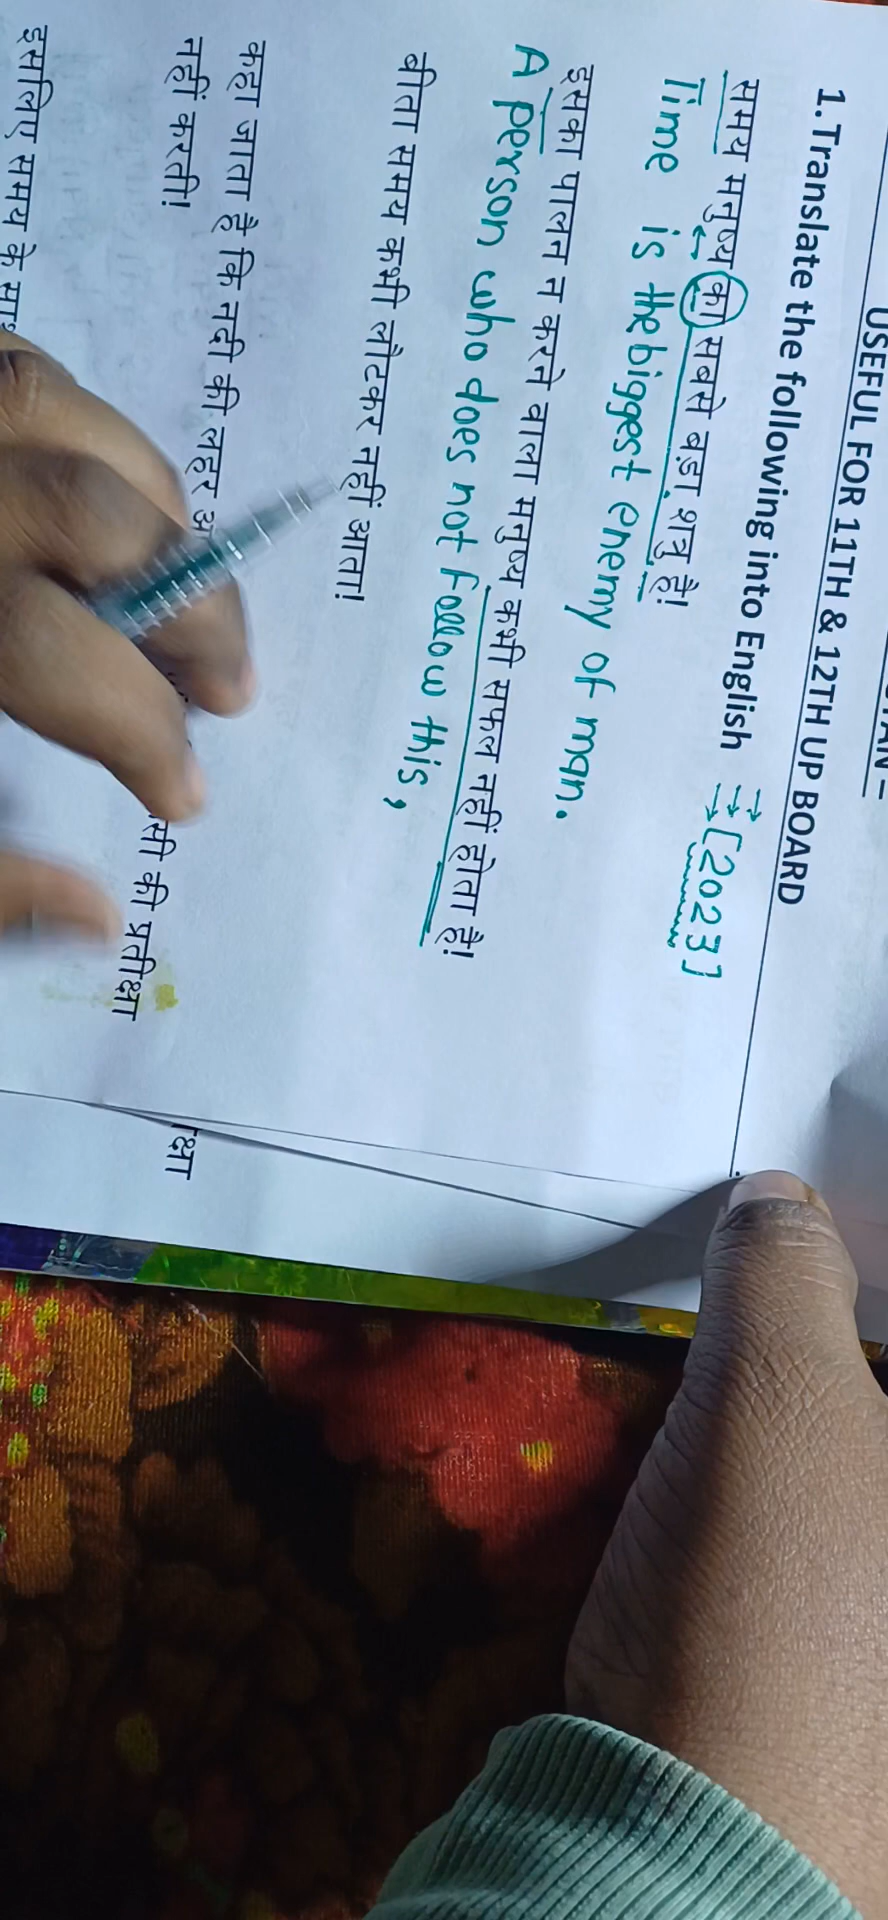 USEFUL FOR 11TH & 12TH UP BOARD
1.Translate the following into English ⇉ [2023]
समय मनुष्य का सबसे बड़ा शत्रु है!
Time is the biggest enemy of man.
इसका पालन न करने वाला मनुष्य कभी सफल नहीं होता है!
A person who does not follow this,
बीता समय कभी लौटकर नहीं आता!
कहा जाता है कि नदी की लहर
सी की प्रतीक्षा
नहीं करती!
इसलिए समय के